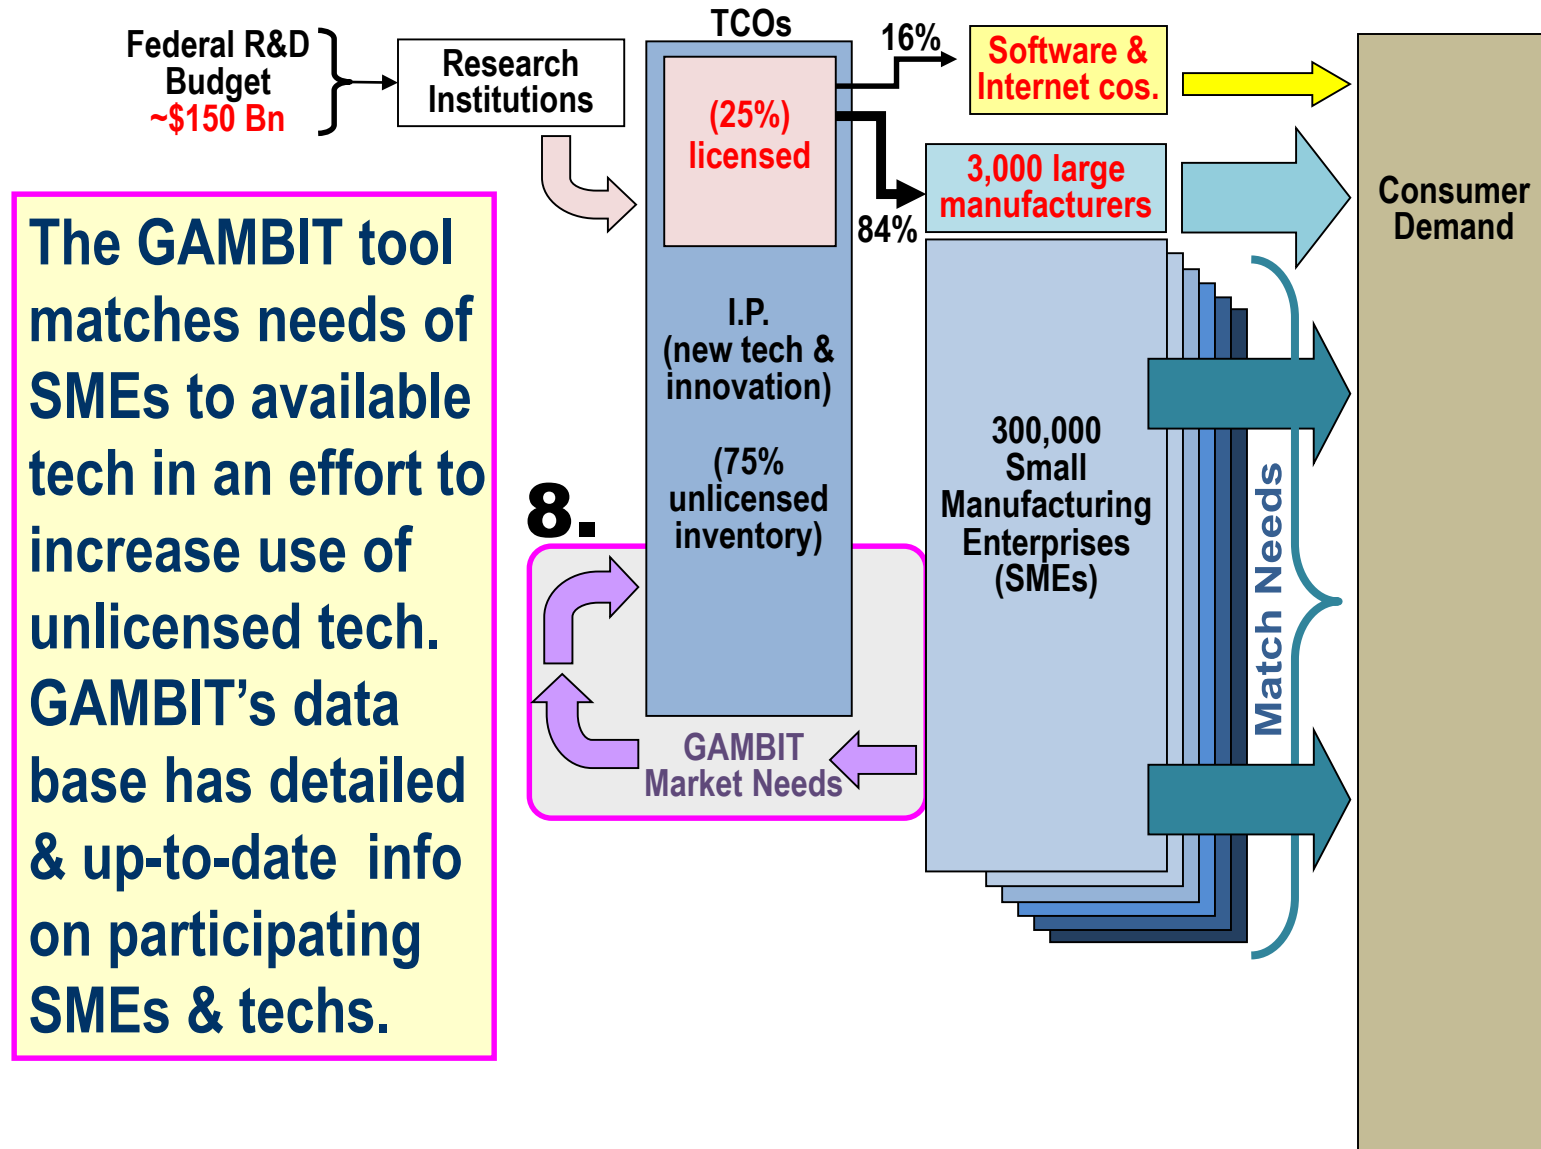 TCOs
Federal R&D
Budget
~$150 Bn
Research
Institutions
16%
Software &
Internet cos.
(25%)
licensed
3,000 large
manufacturers
84%
Consumer
Demand
The GAMBIT tool
matches needs of
SMEs to available
tech in an effort to
increase use of
unlicensed tech.
GAMBIT’s data
base has detailed
& up-to-date info
on participating
SMEs & techs.
I.P.
(new tech &
innovation)
(75%
unlicensed
inventory)
8.
GAMBIT
Market Needs
300,000
Small
Manufacturing
Enterprises
(SMEs)
Match Needs